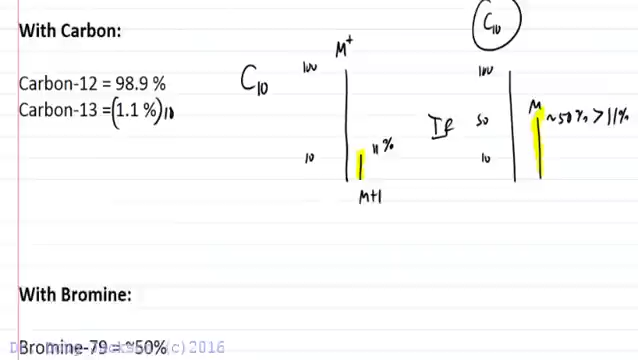 With Carbon:
Carbon-12 = 98.9 %
Carbon-13 = (1.1 %)10
C10
100
M+
10
11%
M+1
C10
100
If
50
M
~50% > 11%
10
With Bromine:
Bromine-79 = ~50%
(c)2016